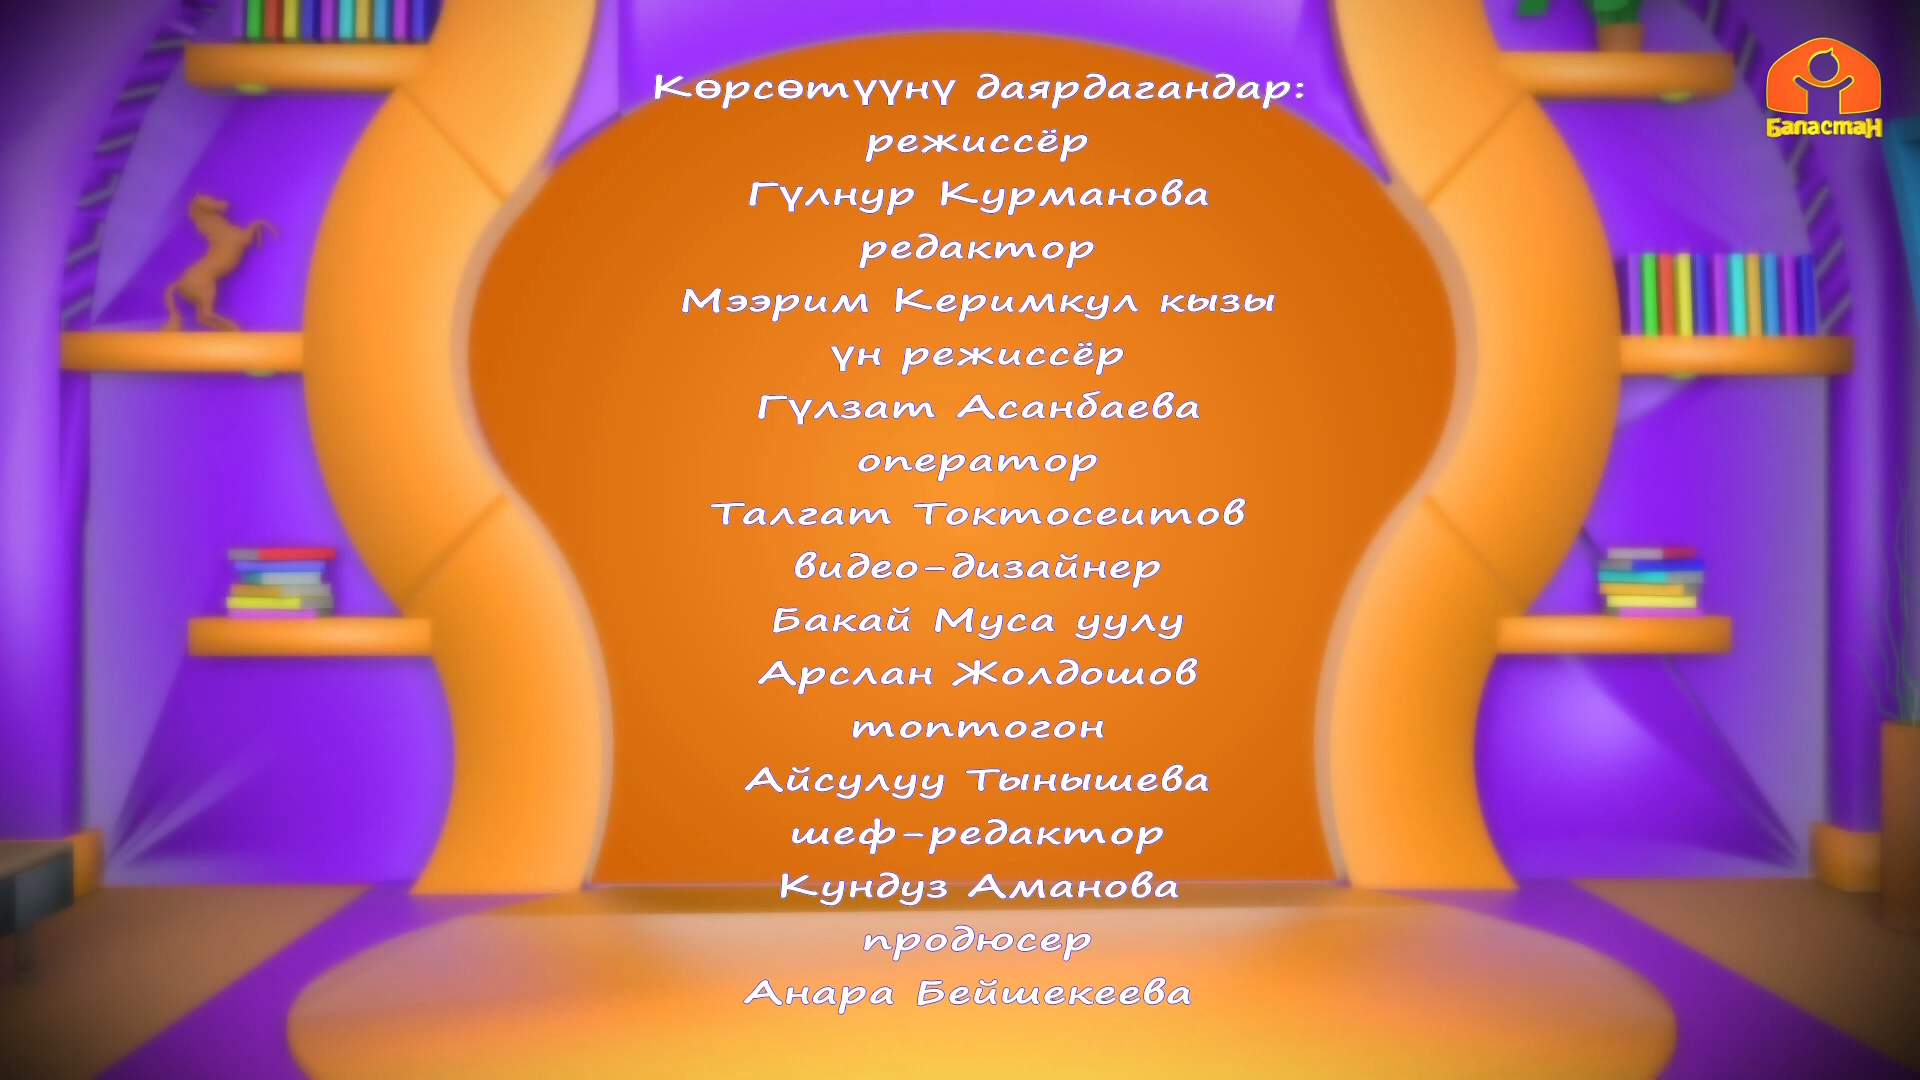 Көрсөтүүнү даярдагандар:
режиссёр
Гүлнур Курманова
редактор
Мээрим Керимкул кызы
үн режиссёр
Гүлзат Асанбаева
оператор
Талгат Токтосеитов
видео-дизайнер
Бакай Муса уулу
Арслан Жолдошов
топтогон
Айсулуу Тынышева
шеф-редактор
Кундуз Аманова
продюсер
Анара Бейшекеева
Баластан